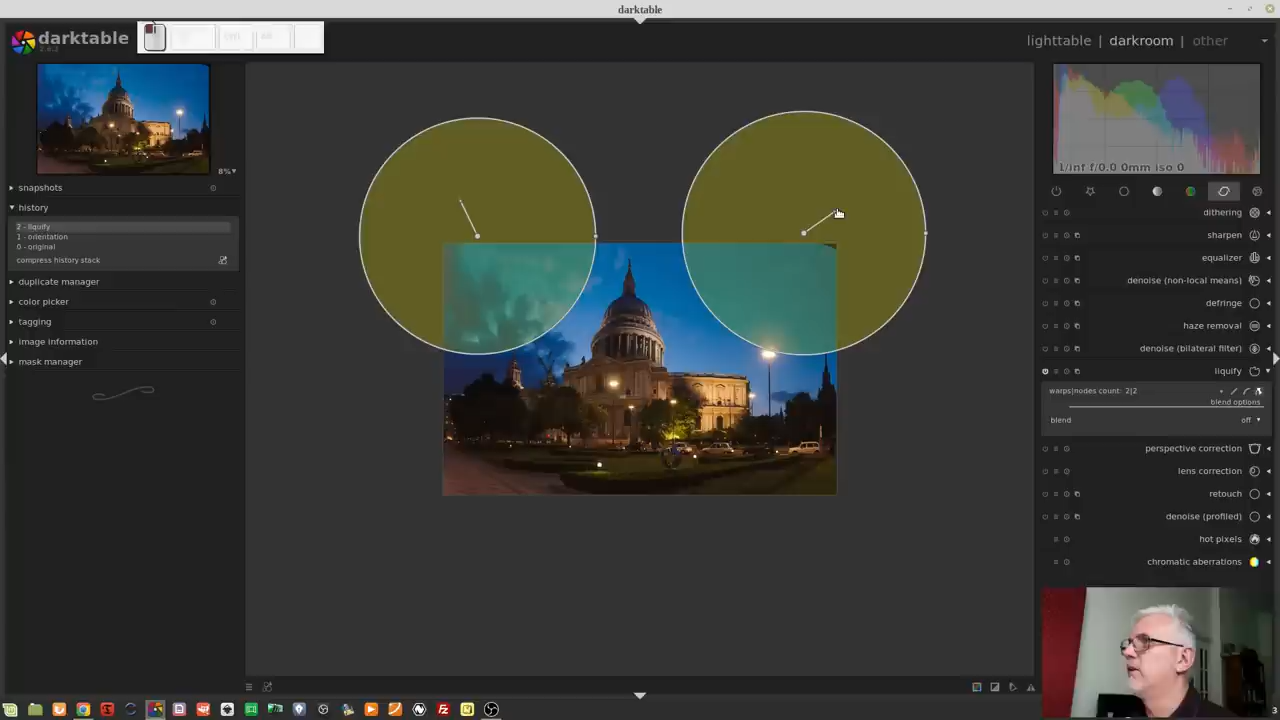 darktable
darktable
lighttable | darkroom | other
8%
1/inf f/0.0 0mm iso 0
snapshots
history
2 - liquify
1 - orientation
0 - original
compress history stack
duplicate manager
color picker
tagging
image information
mask manager
dithering
sharpen
equalizer
denoise (non-local means)
defringe
haze removal
denoise (bilateral filter)
liquify
warps|nodes count: 2|2
blend options
blend
off
perspective correction
lens correction
retouch
denoise (profiled)
hot pixels
chromatic aberrations